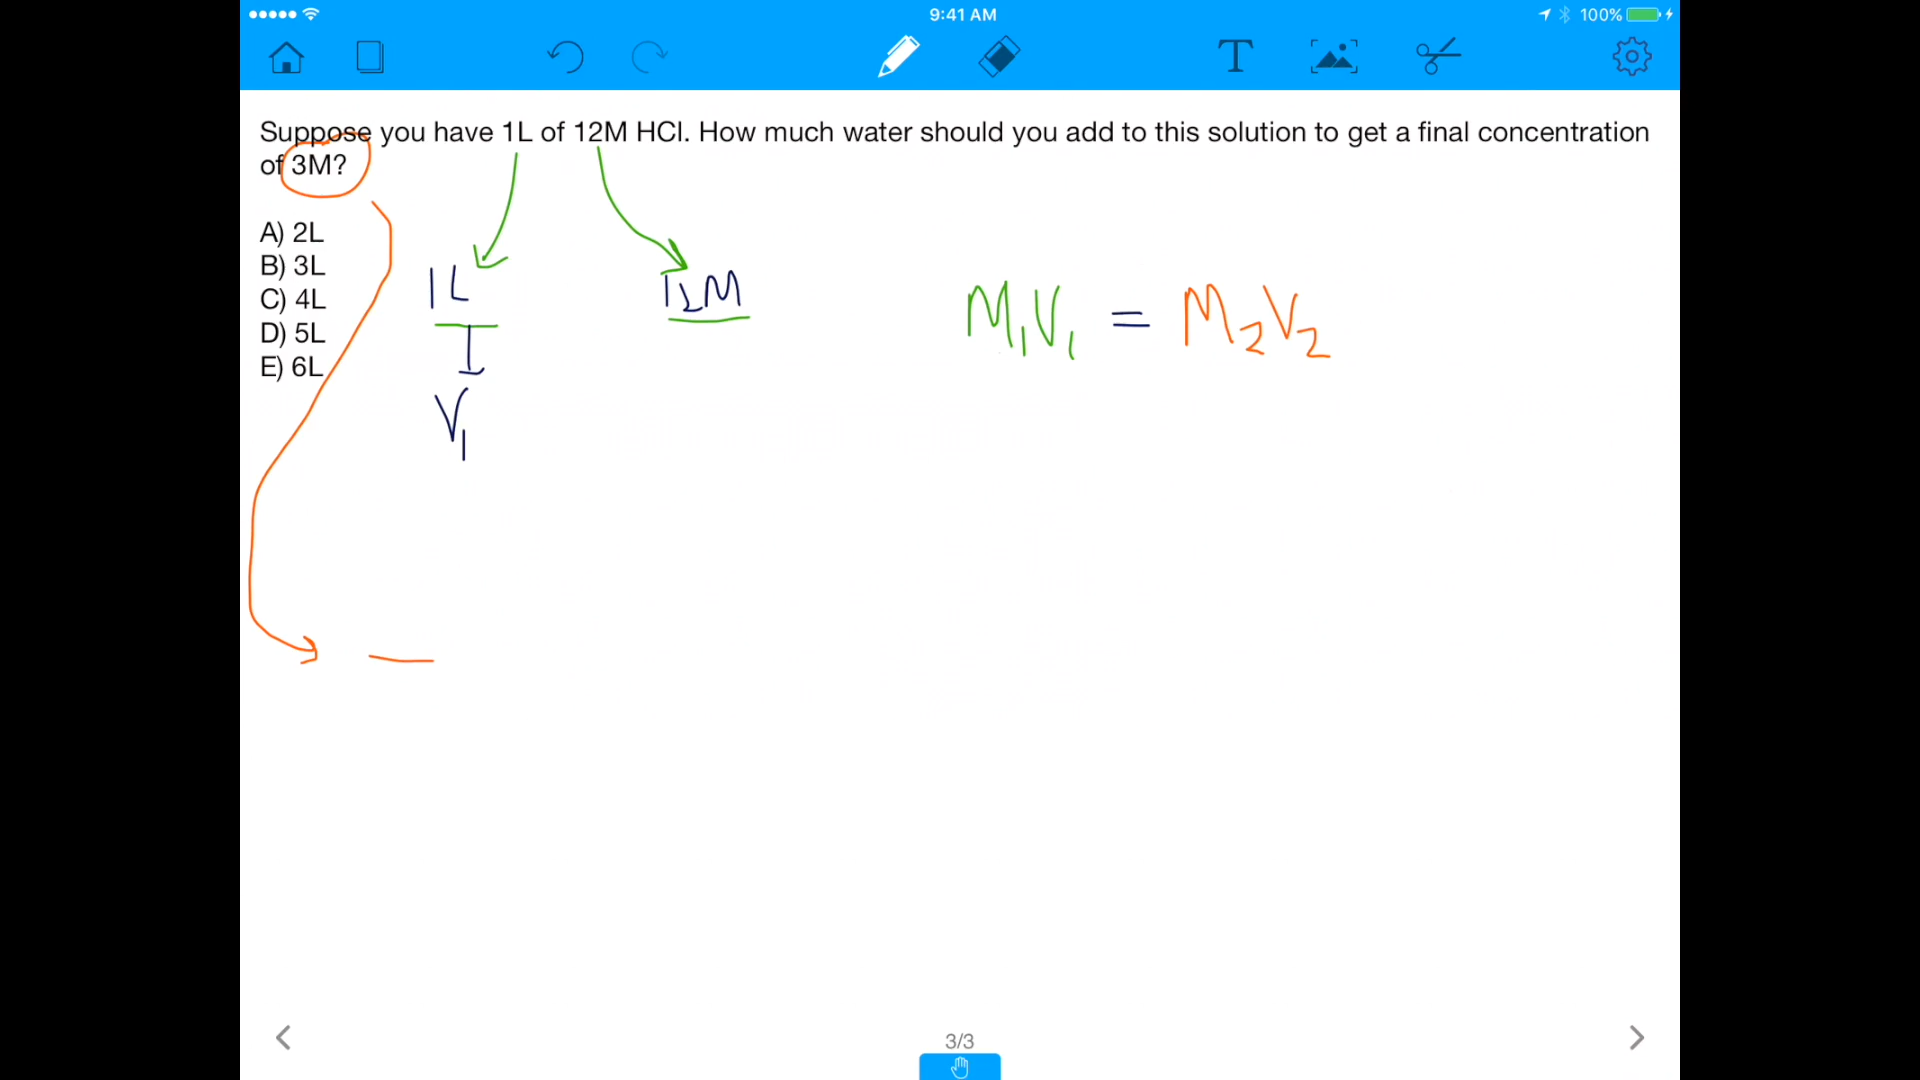 9:41 AM
100%
T
Suppose you have 1L of 12M HCl. How much water should you add to this solution to get a final concentration
of 3M?
A) 2L
B) 3L
C) 4L
D) 5L
E) 6L
1L
12M
M₁V₁ = M₂V₂
V₁
3/3